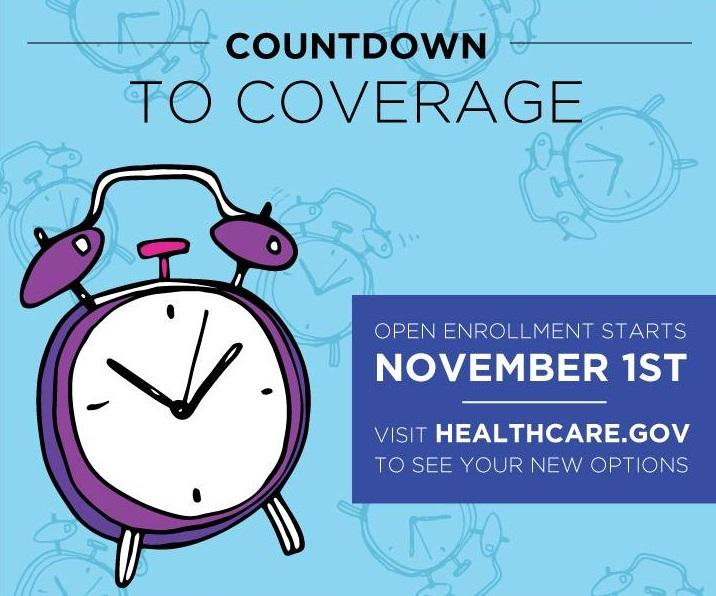 COUNTDOWN
TO COVERAGE
OPEN ENROLLMENT STARTS
NOVEMBER 1ST
VISIT HEALTHCARE.GOV
TO SEE YOUR NEW OPTIONS